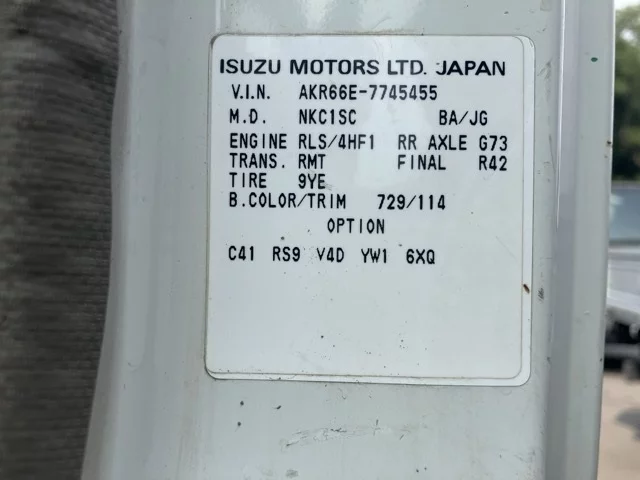 ISUZU MOTORS LTD. JAPAN
V.I.N. AKR66E-7745455
M.D. NKC1SC BA/JG
ENGINE RLS/4HF1 RR AXLE G73
TRANS. RMT FINAL R42
TIRE 9YE
B.COLOR/TRIM 729/114
OPTION
C41 RS9 V4D YW1 6XQ